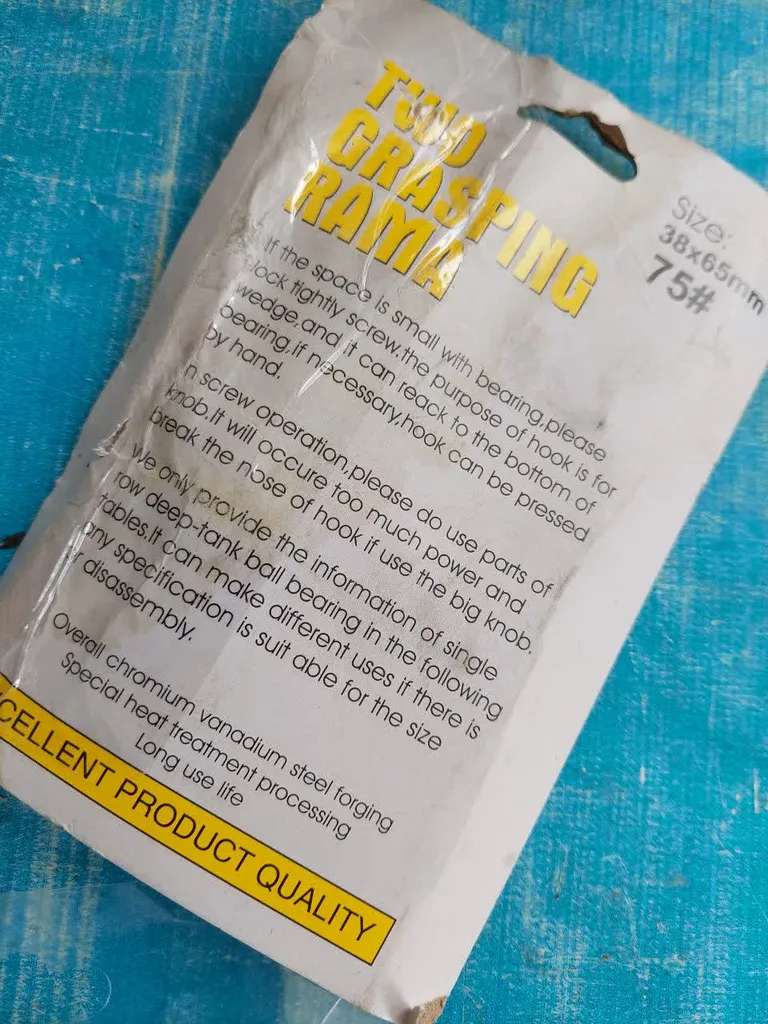 TWO
GRASPING
RAMA
Size:
38x65mm
75#
If the space is small with bearing,please
lock tightly screw.the purpose of hook is for
wedge,and it can reack to the bottom of
bearing,if necessary,hook can be pressed
by hand.
n screw operation,please do use parts of
knob.It will occure too much power and
break the nose of hook if use the big knob.
We only provide the information of single
row deep-tank ball bearing in the following
tables.It can make different uses if there is
any specification is suit able for the size
r disassembly.
Overall chromium vanadium steel forging
Special heat treatment processing
Long use life
CELLENT PRODUCT QUALITY